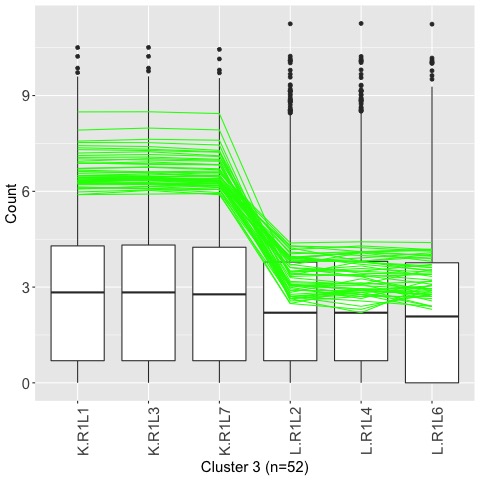 Count
9
6
3
0
K.R1L1
K.R1L3
K.R1L7
L.R1L2
L.R1L4
L.R1L6
Cluster 3 (n=52)